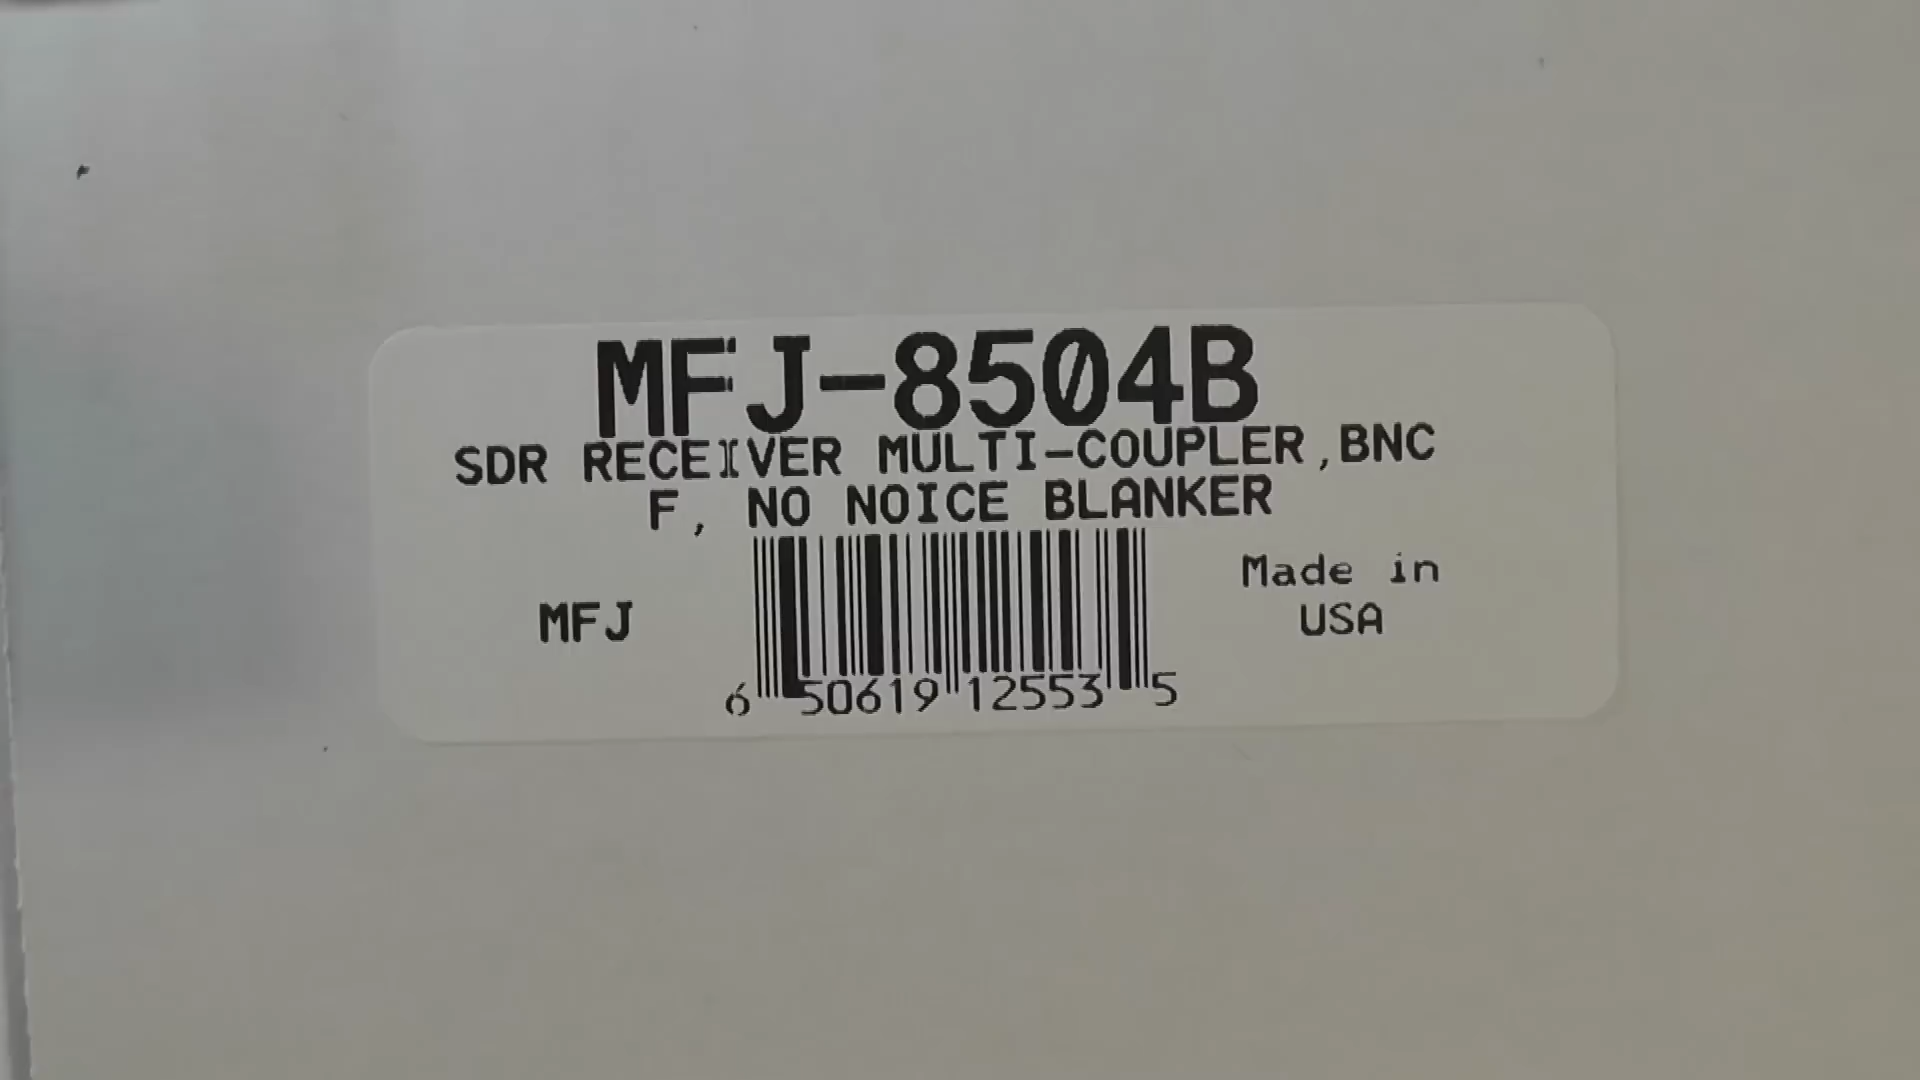 MFJ-8504B
SDR RECEIVER MULTI-COUPLER,BNC
F, NO NOICE BLANKER
MFJ
Made in
USA
6 50619 12553 5